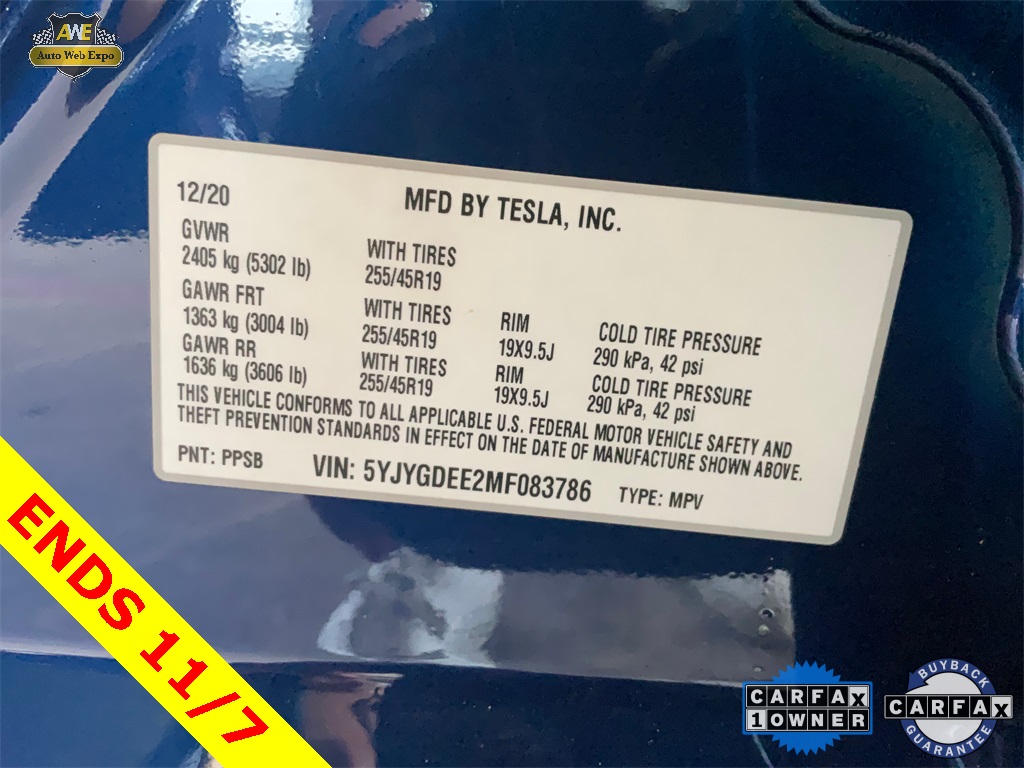 AWE
Auto Web Expo
12/20
MFD BY TESLA, INC.
GVWR
2405 kg (5302 lb)
WITH TIRES
255/45R19
GAWR FRT
1363 kg (3004 lb)
WITH TIRES
255/45R19
RIM
19X9.5J
COLD TIRE PRESSURE
290 kPa, 42 psi
GAWR RR
1636 kg (3606 lb)
WITH TIRES
255/45R19
RIM
19X9.5J
COLD TIRE PRESSURE
290 kPa, 42 psi
THIS VEHICLE CONFORMS TO ALL APPLICABLE U.S. FEDERAL MOTOR VEHICLE SAFETY AND
THEFT PREVENTION STANDARDS IN EFFECT ON THE DATE OF MANUFACTURE SHOWN ABOVE.
PNT: PPSB VIN: 5YJYGDEE2MF083786 TYPE: MPV
ENDS 11/7
CARFAX
1 OWNER
BUYBACK
CARFAX
GUARANTEE